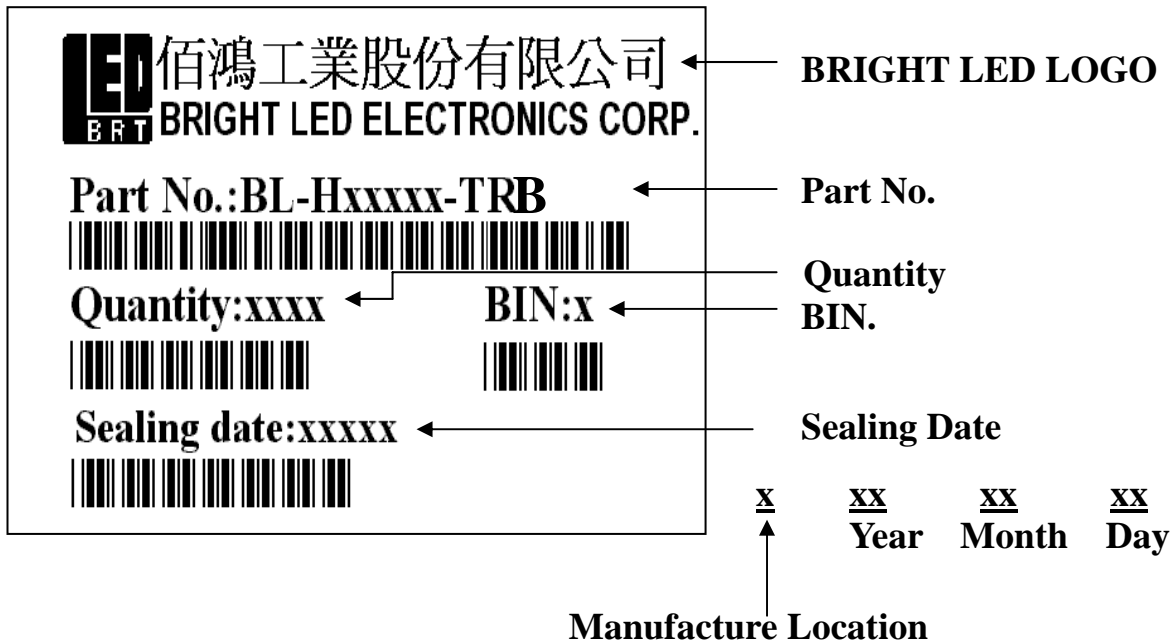 LED 佰鴻工業股份有限公司 BRIGHT LED LOGO
BRT BRIGHT LED ELECTRONICS CORP.
Part No.:BL-Hxxxxx-TRB Part No.
Quantity
Quantity:xxxx BIN:x BIN.
Sealing date:xxxxx Sealing Date
x xx xx xx
Year Month Day
Manufacture Location